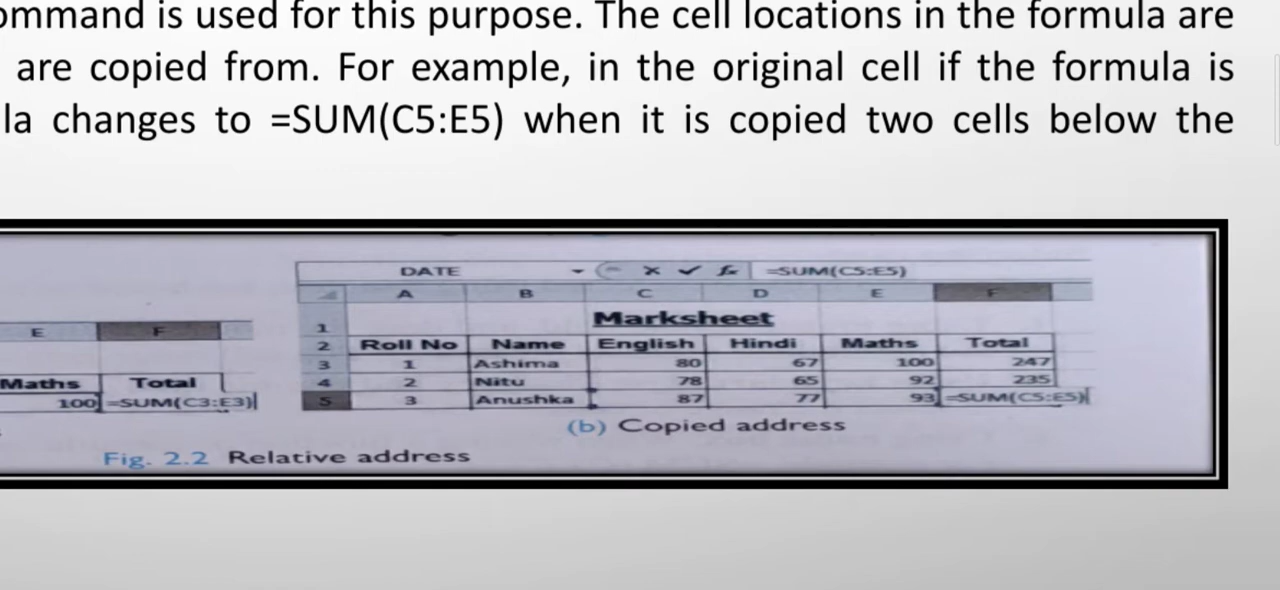 ommand is used for this purpose. The cell locations in the formula are
are copied from. For example, in the original cell if the formula is
la changes to =SUM(C5:E5) when it is copied two cells below the
DATE =SUM(C5:E5)
A B C D E F
1 Marksheet
2 Roll No Name English Hindi Maths Total
3 1 Ashima 80 67 100 247
4 2 Nitu 78 65 92 235
5 3 Anushka 87 77 93 =SUM(C5:E5)
(b) Copied address
E F
Maths Total
100 =SUM(C3:E3)
Fig. 2.2 Relative address